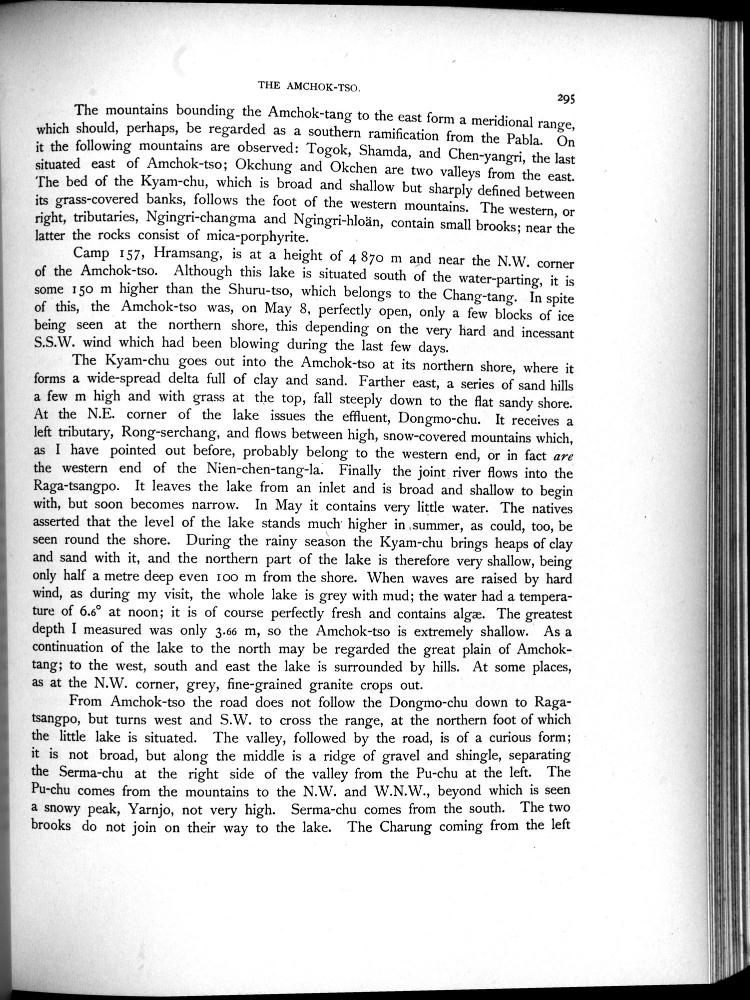 THE AMCHOK-TSO.
295
The mountains bounding the Amchok-tang to the east form a meridional range,
which should, perhaps, be regarded as a southern ramification from the Pabla. On
it the following mountains are observed: Togok, Shamda, and Chen-yangri, the last
situated east of Amchok-tso; Okchung and Okchen are two valleys from the east.
The bed of the Kyam-chu, which is broad and shallow but sharply defined between
its grass-covered banks, follows the foot of the western mountains. The western, or
right, tributaries, Ngingri-changma and Ngingri-hloän, contain small brooks; near the
latter the rocks consist of mica-porphyrite.
Camp 157, Hramsang, is at a height of 4 870 m and near the N.W. corner
of the Amchok-tso. Although this lake is situated south of the water-parting, it is
some 150 m higher than the Shuru-tso, which belongs to the Chang-tang. In spite
of this, the Amchok-tso was, on May 8, perfectly open, only a few blocks of ice
being seen at the northern shore, this depending on the very hard and incessant
S.S.W. wind which had been blowing during the last few days.
The Kyam-chu goes out into the Amchok-tso at its northern shore, where it
forms a wide-spread delta full of clay and sand. Farther east, a series of sand hills
a few m high and with grass at the top, fall steeply down to the flat sandy shore.
At the N.E. corner of the lake issues the effluent, Dongmo-chu. It receives a
left tributary, Rong-serchang, and flows between high, snow-covered mountains which,
as I have pointed out before, probably belong to the western end, or in fact are
the western end of the Nien-chen-tang-la. Finally the joint river flows into the
Raga-tsangpo. It leaves the lake from an inlet and is broad and shallow to begin
with, but soon becomes narrow. In May it contains very little water. The natives
asserted that the level of the lake stands much higher in summer, as could, too, be
seen round the shore. During the rainy season the Kyam-chu brings heaps of clay
and sand with it, and the northern part of the lake is therefore very shallow, being
only half a metre deep even 100 m from the shore. When waves are raised by hard
wind, as during my visit, the whole lake is grey with mud; the water had a tempera-
ture of 6.6° at noon; it is of course perfectly fresh and contains algæ. The greatest
depth I measured was only 3.66 m, so the Amchok-tso is extremely shallow. As a
continuation of the lake to the north may be regarded the great plain of Amchok-
tang; to the west, south and east the lake is surrounded by hills. At some places,
as at the N.W. corner, grey, fine-grained granite crops out.
From Amchok-tso the road does not follow the Dongmo-chu down to Raga-
tsangpo, but turns west and S.W. to cross the range, at the northern foot of which
the little lake is situated. The valley, followed by the road, is of a curious form;
it is not broad, but along the middle is a ridge of gravel and shingle, separating
the Serma-chu at the right side of the valley from the Pu-chu at the left. The
Pu-chu comes from the mountains to the N.W. and W.N.W., beyond which is seen
a snowy peak, Yarnjo, not very high. Serma-chu comes from the south. The two
brooks do not join on their way to the lake. The Charung coming from the left